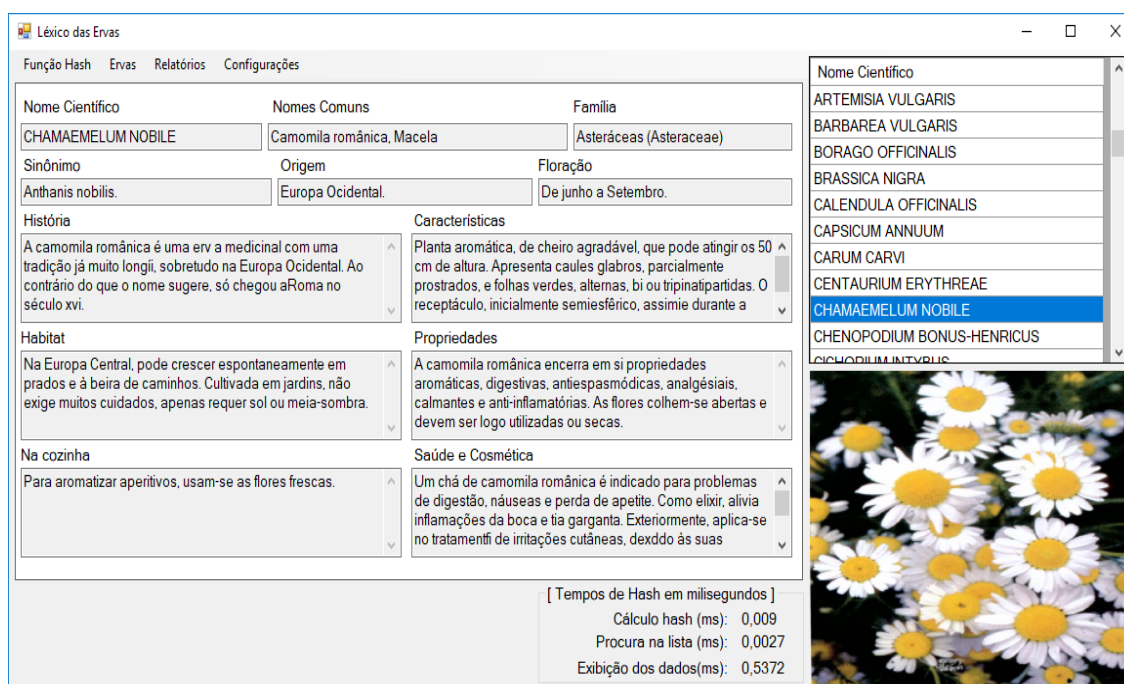 Léxico das Ervas
Função Hash Ervas Relatórios Configurações
Nome Científico Nomes Comuns Família
CHAMAEMELUM NOBILE Camomila românica, Macela Asteráceas (Asteraceae)
Sinônimo Origem Floração
Anthanis nobilis. Europa Ocidental. De junho a Setembro.
História
A camomila românica é uma erv a medicinal com uma
tradição já muito longíi, sobretudo na Europa Ocidental. Ao
contrário do que o nome sugere, só chegou aRoma no
século xvi.
Características
Planta aromática, de cheiro agradável, que pode atingir os 50
cm de altura. Apresenta caules glabros, parcialmente
prostrados, e folhas verdes, alternas, bi ou tripinatipartidas. O
receptáculo, inicialmente semiesfêrico, assimie durante a
Habitat
Na Europa Central, pode crescer espontaneamente em
prados e à beira de caminhos. Cultivada em jardins, não
exige muitos cuidados, apenas requer sol ou meia-sombra.
Propriedades
A camomila românica encerra em si propriedades
aromáticas, digestivas, antiespasmódicas, analgésiais,
calmantes e anti-inflamatórias. As flores colhem-se abertas e
devem ser logo utilizadas ou secas.
Na cozinha
Para aromatizar aperitivos, usam-se as flores frescas.
Saúde e Cosmética
Um chá de camomila românica é indicado para problemas
de digestão, náuseas e perda de apetite. Como elixir, alivia
inflamações da boca e tia garganta. Exteriormente, aplica-se
no tratamentfi de irritações cutâneas, dexddo às suas
[ Tempos de Hash em milisegundos ]
Cálculo hash (ms): 0,009
Procura na lista (ms): 0,0027
Exibição dos dados(ms): 0,5372
Nome Científico
ARTEMISIA VULGARIS
BARBAREA VULGARIS
BORAGO OFFICINALIS
BRASSICA NIGRA
CALENDULA OFFICINALIS
CAPSICUM ANNUUM
CARUM CARVI
CENTAURIUM ERYTHREAE
CHAMAEMELUM NOBILE
CHENOPODIUM BONUS-HENRICUS
CICHORIUM INTYBUS